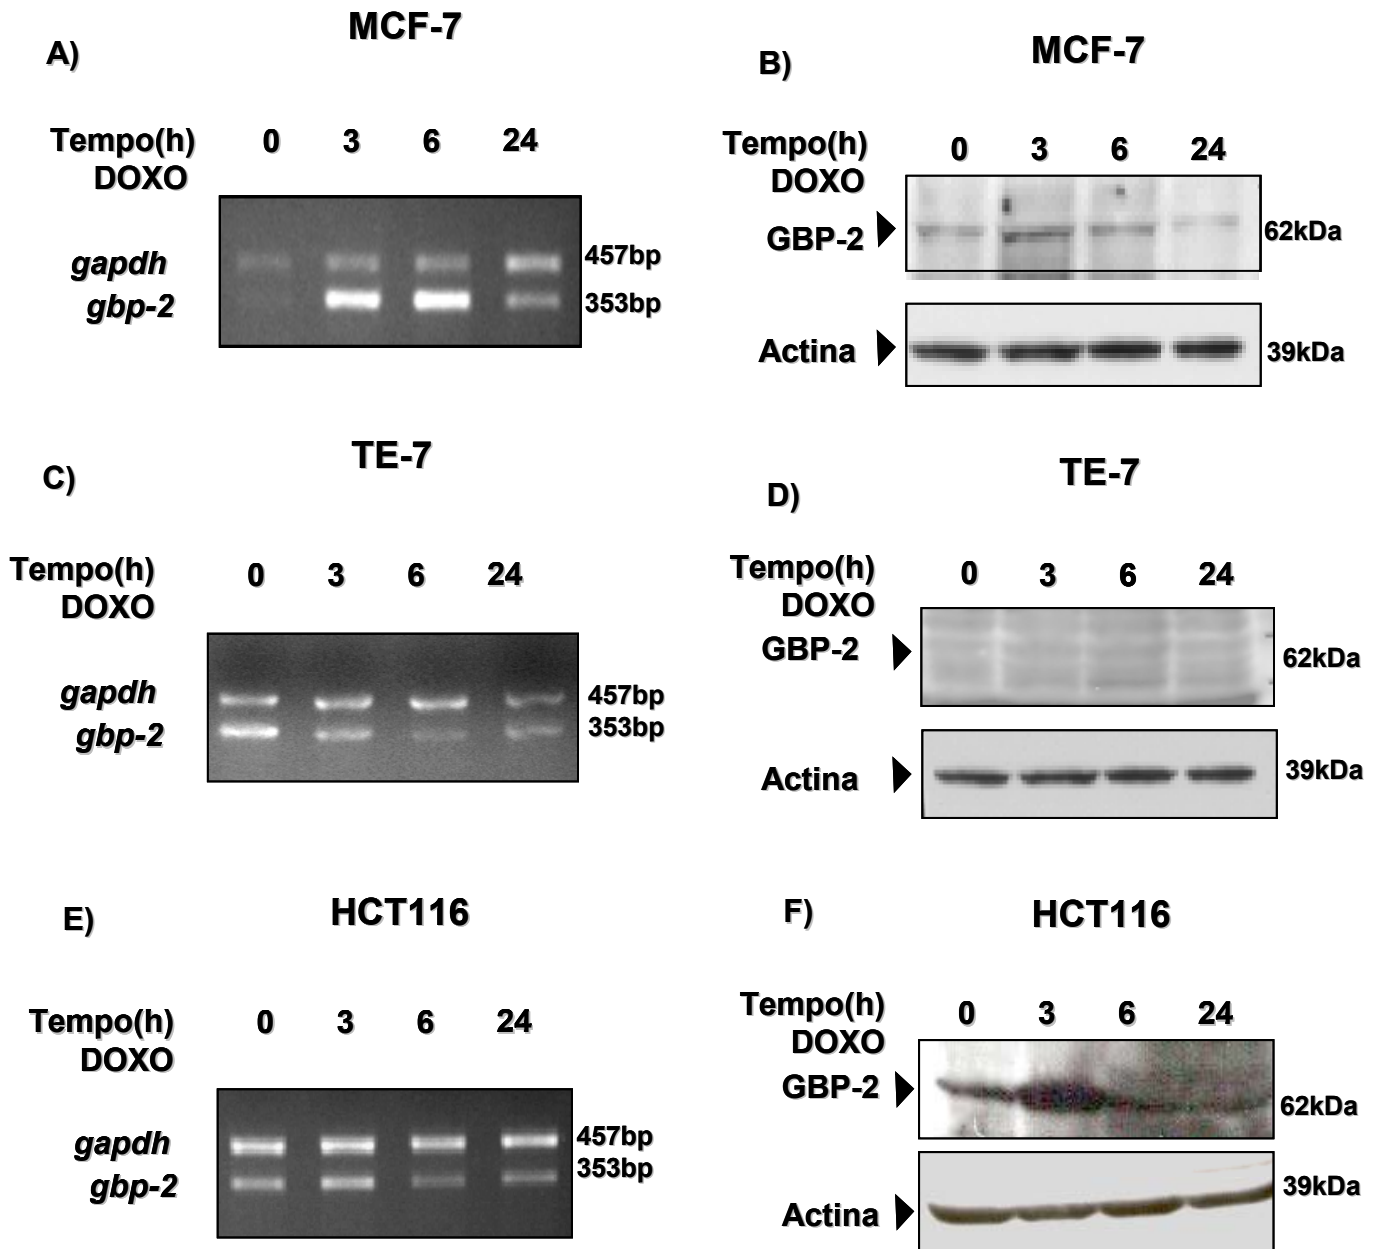 A)
MCF-7
Tempo(h) 0 3 6 24
DOXO
gapdh 457bp
gbp-2 353bp
B)
MCF-7
Tempo(h) 0 3 6 24
DOXO
GBP-2 62kDa
Actina 39kDa
C)
TE-7
Tempo(h) 0 3 6 24
DOXO
gapdh 457bp
gbp-2 353bp
D)
TE-7
Tempo(h) 0 3 6 24
DOXO
GBP-2 62kDa
Actina 39kDa
E)
HCT116
Tempo(h) 0 3 6 24
DOXO
gapdh 457bp
gbp-2 353bp
F)
HCT116
Tempo(h) 0 3 6 24
DOXO
GBP-2 62kDa
Actina 39kDa